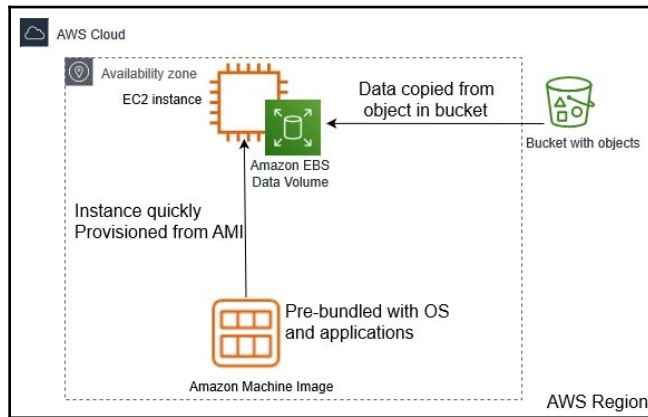 AWS Cloud
Availability zone
EC2 instance
Data copied from
object in bucket
Bucket with objects
Amazon EBS
Data Volume
Instance quickly
Provisioned from AMI
Pre-bundled with OS
and applications
Amazon Machine Image
AWS Region